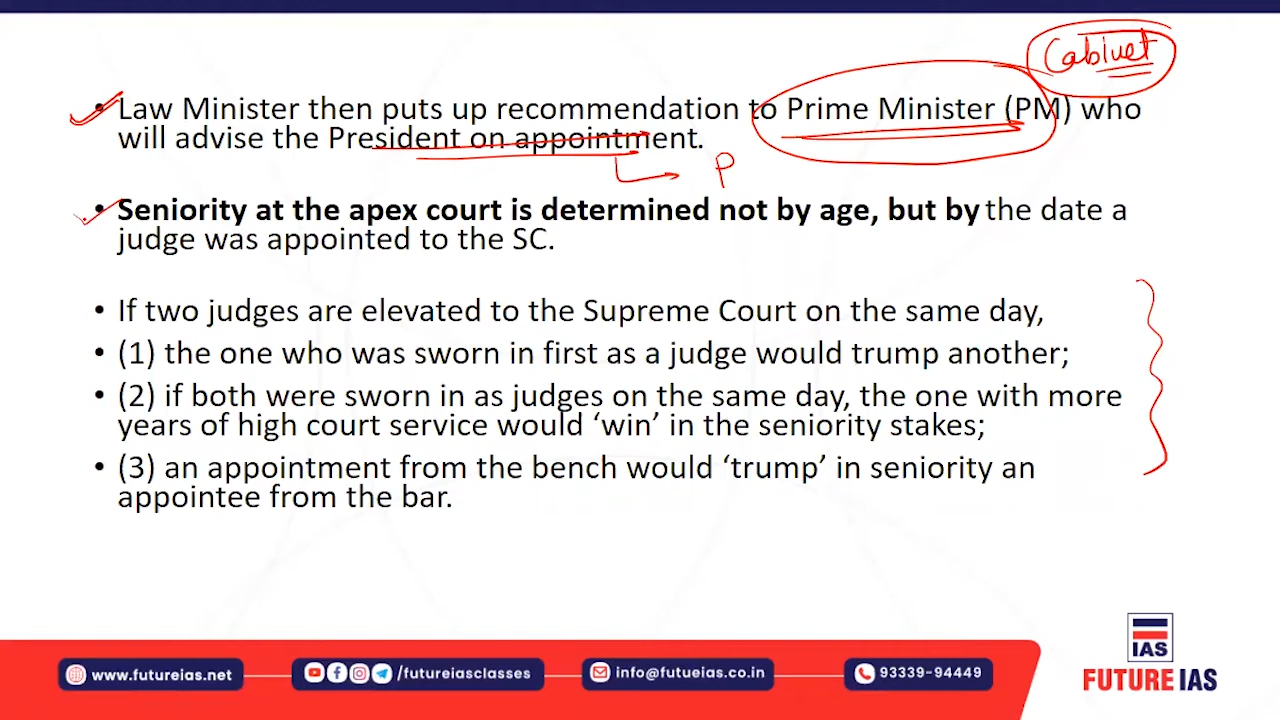 Cabinet
• Law Minister then puts up recommendation to Prime Minister (PM) who
will advise the President on appointment.
P
• Seniority at the apex court is determined not by age, but by the date a
judge was appointed to the SC.
• If two judges are elevated to the Supreme Court on the same day,
• (1) the one who was sworn in first as a judge would trump another;
• (2) if both were sworn in as judges on the same day, the one with more
years of high court service would ‘win’ in the seniority stakes;
• (3) an appointment from the bench would ‘trump’ in seniority an
appointee from the bar.
IAS
www.futureias.net /futureiasclasses info@futueias.co.in 93339-94449 FUTURE IAS